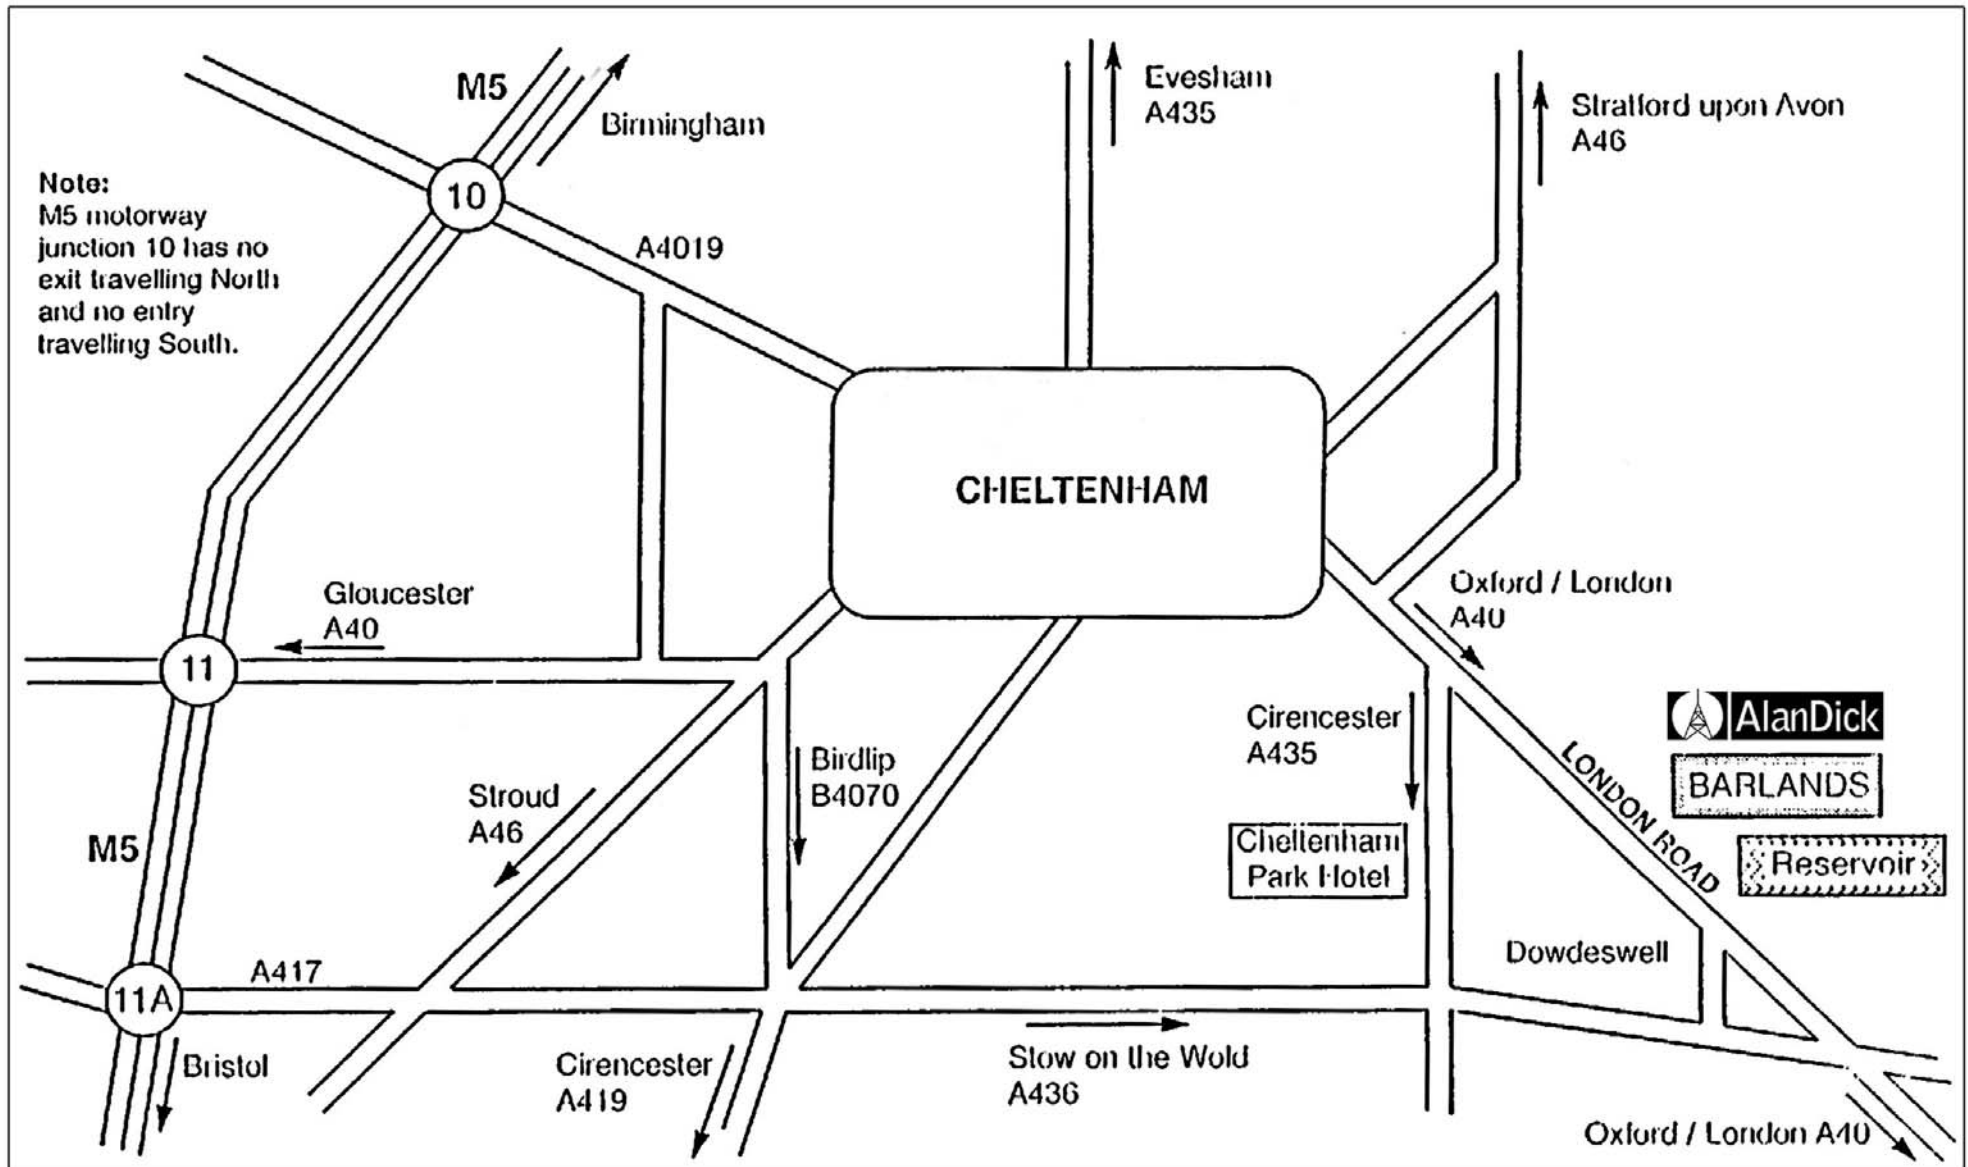 M5
Birmingham
Evesham
A435
Stratford upon Avon
A46
10
Note:
M5 motorway
junction 10 has no
exit travelling North
and no entry
travelling South.
A4019
CHELTENHAM
Gloucester
A40
Oxford / London
A40
11
Cirencester
A435
AlanDick
BARLANDS
LONDON ROAD
Reservoir
Stroud
A46
Birdlip
B4070
M5
Cheltenham
Park Hotel
Dowdeswell
A417
11A
Bristol
Cirencester
A419
Stow on the Wold
A436
Oxford / London A40